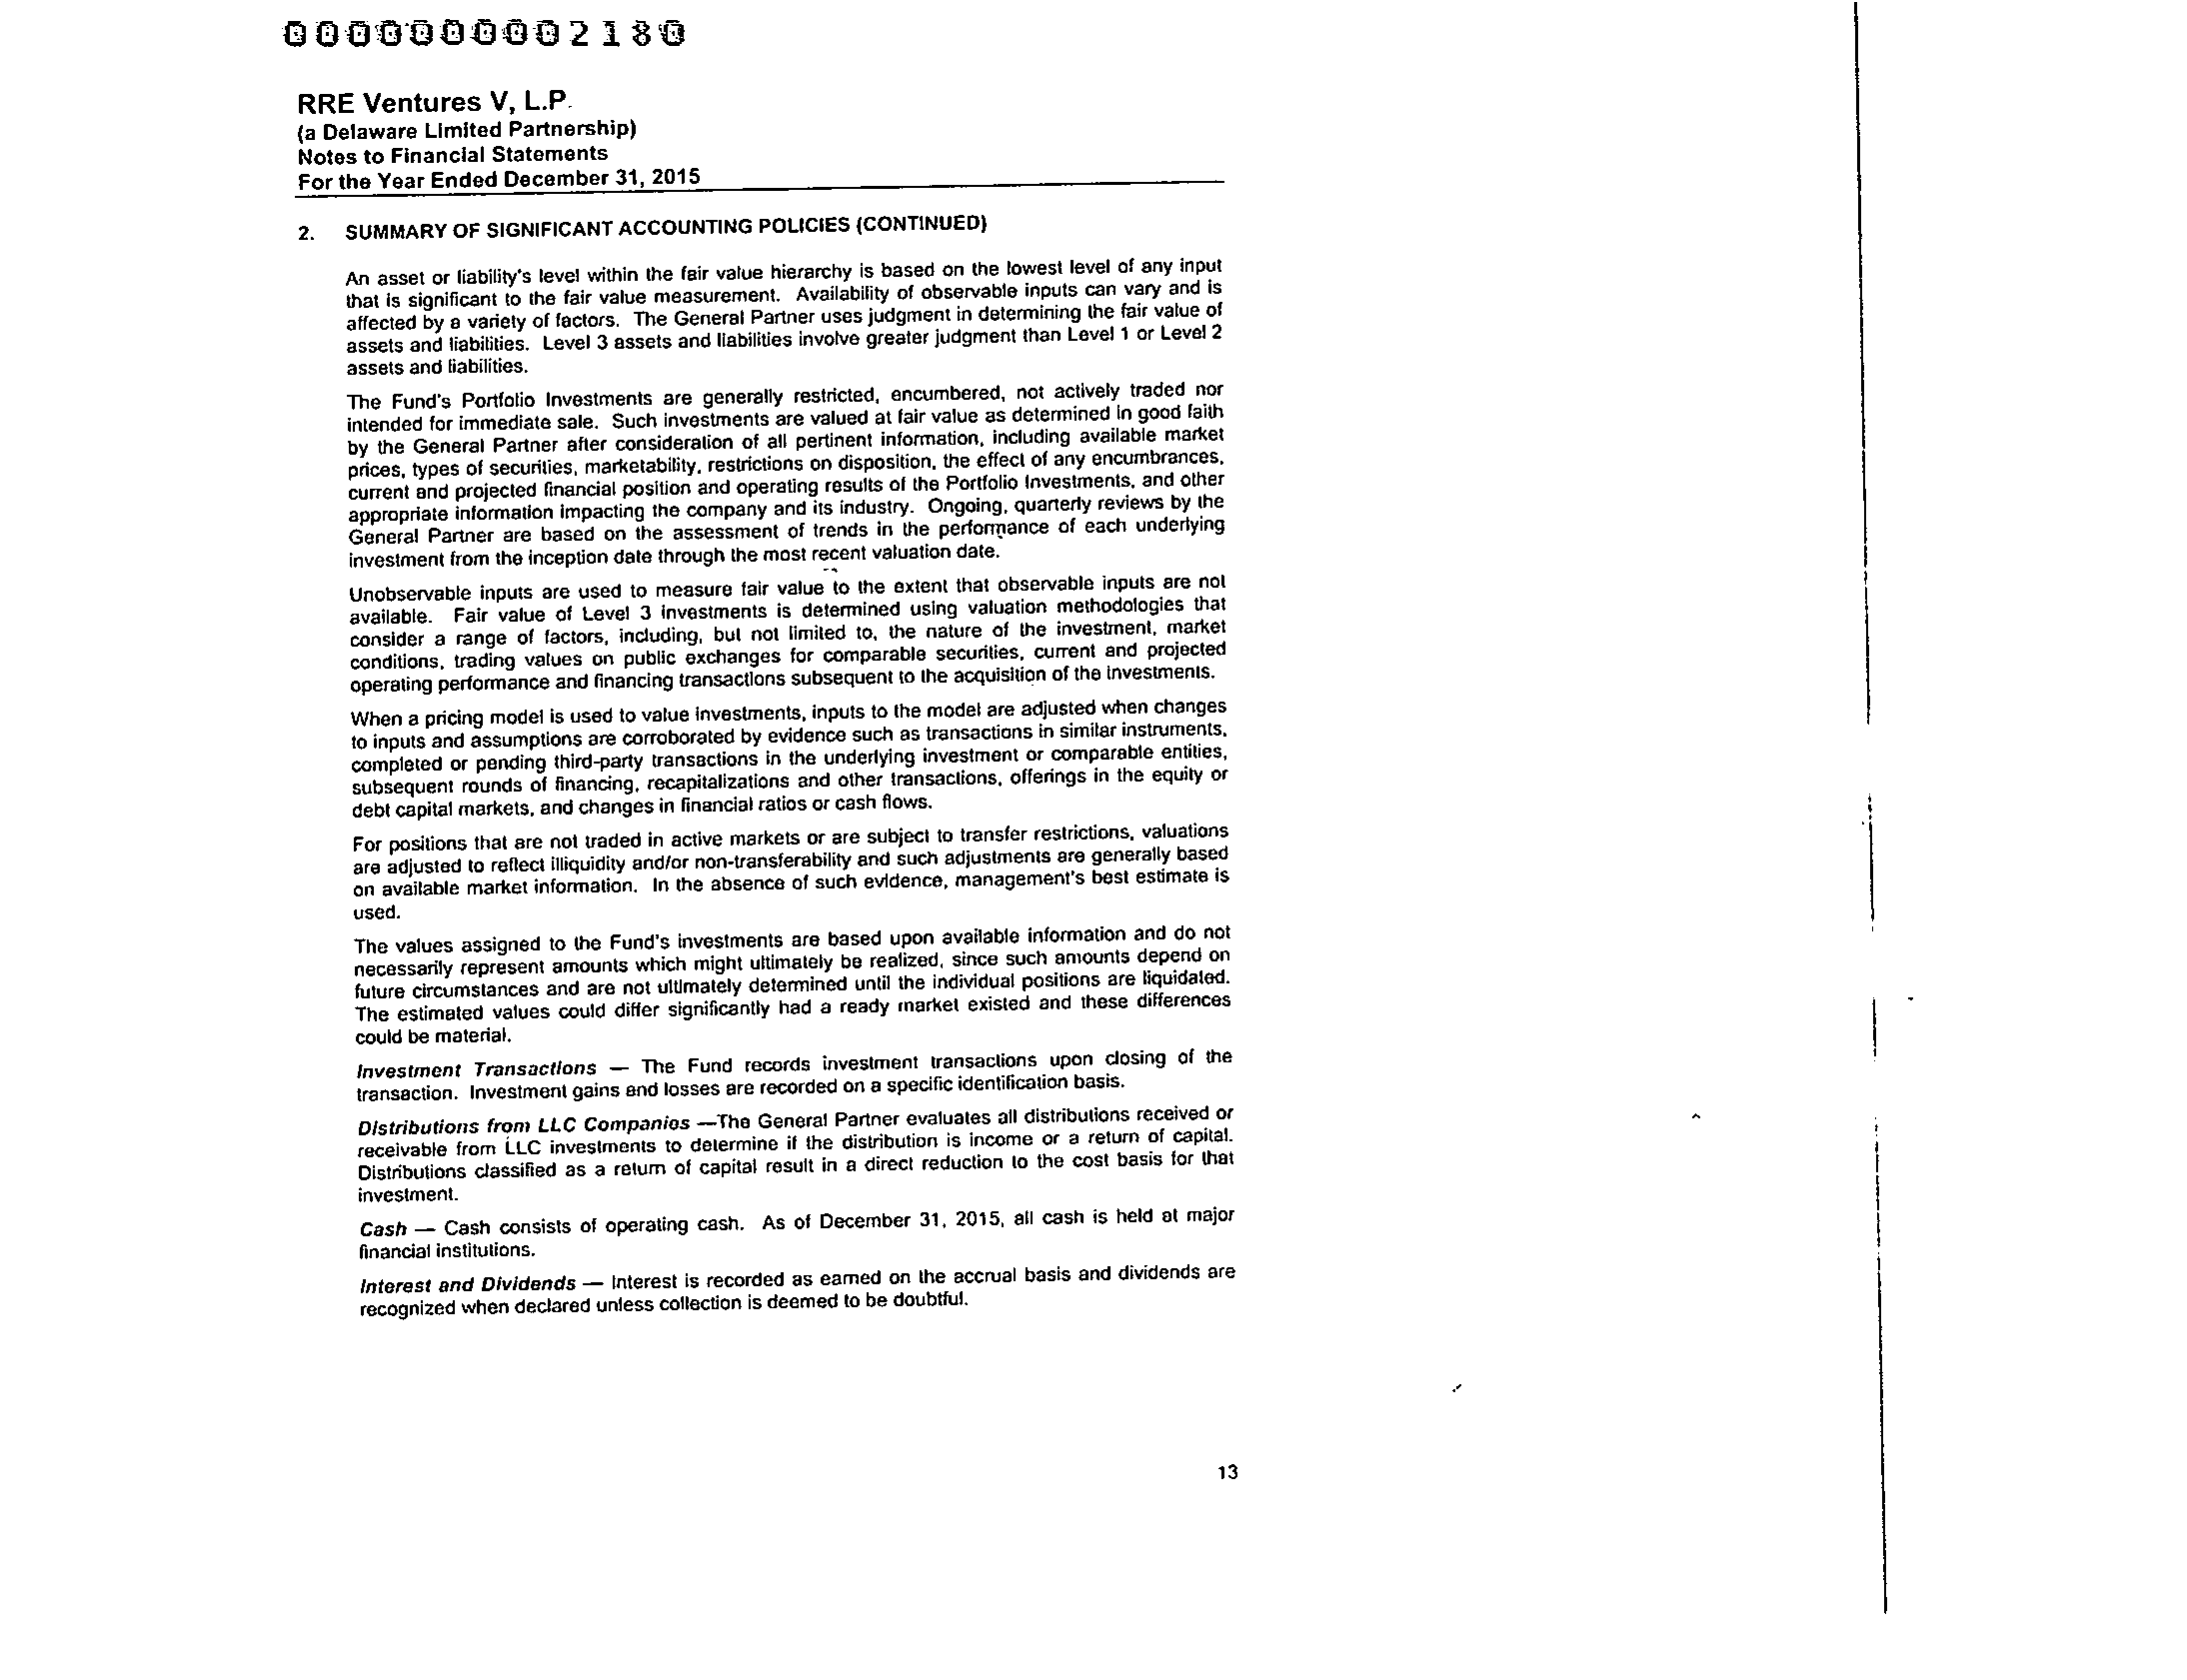 0000000002180
RRE Ventures V, L.P.
(a Delaware Limited Partnership)
Notes to Financial Statements
For the Year Ended December 31, 2015
2. SUMMARY OF SIGNIFICANT ACCOUNTING POLICIES (CONTINUED)
An asset or liability's level within the fair value hierarchy is based on the lowest level of any input
that is significant to the fair value measurement. Availability of observable inputs can vary and is
affected by a variety of factors. The General Partner uses judgment in determining the fair value of
assets and liabilities. Level 3 assets and liabilities involve greater judgment than Level 1 or Level 2
assets and liabilities.
The Fund's Portfolio Investments are generally restricted, encumbered, not actively traded nor
intended for immediate sale. Such investments are valued at fair value as determined in good faith
by the General Partner after consideration of all pertinent information, including available market
prices, types of securities, marketability, restrictions on disposition, the effect of any encumbrances,
current and projected financial position and operating results of the Portfolio Investments, and other
appropriate information impacting the company and its industry. Ongoing, quarterly reviews by the
General Partner are based on the assessment of trends in the performance of each underlying
investment from the inception date through the most recent valuation date.
Unobservable inputs are used to measure fair value to the extent that observable inputs are not
available. Fair value of Level 3 investments is determined using valuation methodologies that
consider a range of factors, including, but not limited to, the nature of the investment, market
conditions, trading values on public exchanges for comparable securities, current and projected
operating performance and financing transactions subsequent to the acquisition of the investments.
When a pricing model is used to value investments, inputs to the model are adjusted when changes
to inputs and assumptions are corroborated by evidence such as transactions in similar instruments,
completed or pending third-party transactions in the underlying investment or comparable entities,
subsequent rounds of financing, recapitalizations and other transactions, offerings in the equity or
debt capital markets, and changes in financial ratios or cash flows.
For positions that are not traded in active markets or are subject to transfer restrictions, valuations
are adjusted to reflect illiquidity and/or non-transferability and such adjustments are generally based
on available market information. In the absence of such evidence, management's best estimate is
used.
The values assigned to the Fund's investments are based upon available information and do not
necessarily represent amounts which might ultimately be realized, since such amounts depend on
future circumstances and are not ultimately determined until the individual positions are liquidated.
The estimated values could differ significantly had a ready market existed and these differences
could be material.
Investment Transactions — The Fund records investment transactions upon closing of the
transaction. Investment gains and losses are recorded on a specific identification basis.
Distributions from LLC Companies —The General Partner evaluates all distributions received or
receivable from LLC investments to determine if the distribution is income or a return of capital.
Distributions classified as a return of capital result in a direct reduction to the cost basis for that
investment.
Cash — Cash consists of operating cash. As of December 31, 2015, all cash is held at major
financial institutions.
Interest and Dividends — Interest is recorded as earned on the accrual basis and dividends are
recognized when declared unless collection is deemed to be doubtful.
13